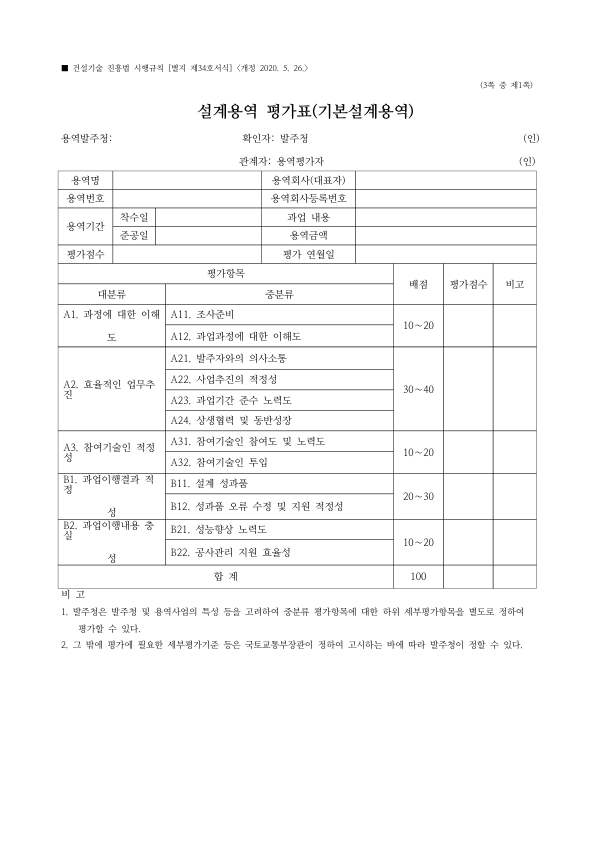 ■ 건설기술 진흥법 시행규칙 [별지 제34호서식] <개정 2020. 5. 26.>
(3쪽 중 제1쪽)
설계용역 평가표(기본설계용역)
용역발주청: 확인자: 발주청 (인)
관계자: 용역평가자 (인)
용역명 용역회사(대표자)
용역번호 용역회사등록번호
용역기간 착수일 과업 내용
준공일 용역금액
평가점수 평가 연월일
평가항목 배점 평가점수 비고
대분류 중분류
A1. 과정에 대한 이해
도
A11. 조사준비
A12. 과업과정에 대한 이해도
10~20
A2. 효율적인 업무추
진
A21. 발주자와의 의사소통
A22. 사업추진의 적정성
A23. 과업기간 준수 노력도
A24. 상생협력 및 동반성장
30~40
A3. 참여기술인 적정
성
A31. 참여기술인 참여도 및 노력도
A32. 참여기술인 투입
10~20
B1. 과업이행결과 적
정
성
B11. 설계 성과품
B12. 성과품 오류 수정 및 지원 적정성
20~30
B2. 과업이행내용 충
실
성
B21. 성능향상 노력도
B22. 공사관리 지원 효율성
10~20
합 계 100
비 고
1. 발주청은 발주청 및 용역사업의 특성 등을 고려하여 중분류 평가항목에 대한 하위 세부평가항목을 별도로 정하여
평가할 수 있다.
2. 그 밖에 평가에 필요한 세부평가기준 등은 국토교통부장관이 정하여 고시하는 바에 따라 발주청이 정할 수 있다.